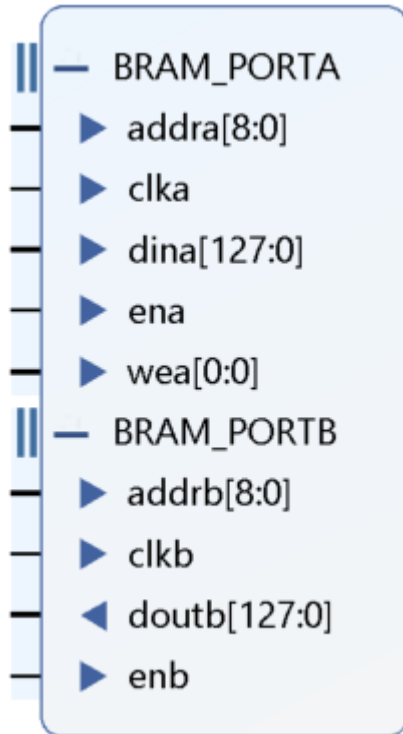 BRAM_PORTA
addra[8:0]
clka
dina[127:0]
ena
wea[0:0]
BRAM_PORTB
addrb[8:0]
clkb
doutb[127:0]
enb